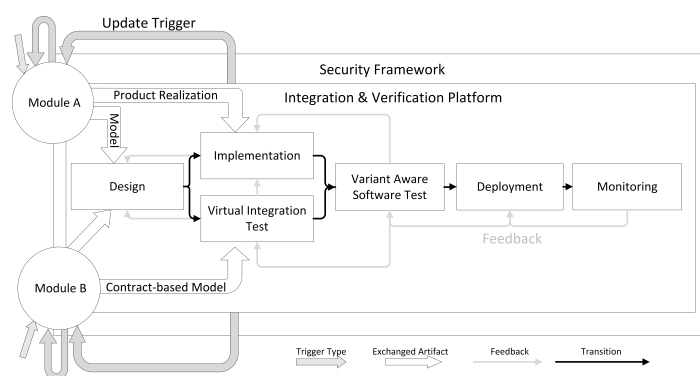 Update Trigger
Security Framework
Module A
Product Realization
Integration & Verification Platform
Model
Implementation
Design
Variant Aware
Software Test
Deployment
Monitoring
Virtual Integration
Test
Feedback
Module B
Contract-based Model
Trigger Type
Exchanged Artifact
Feedback
Transition